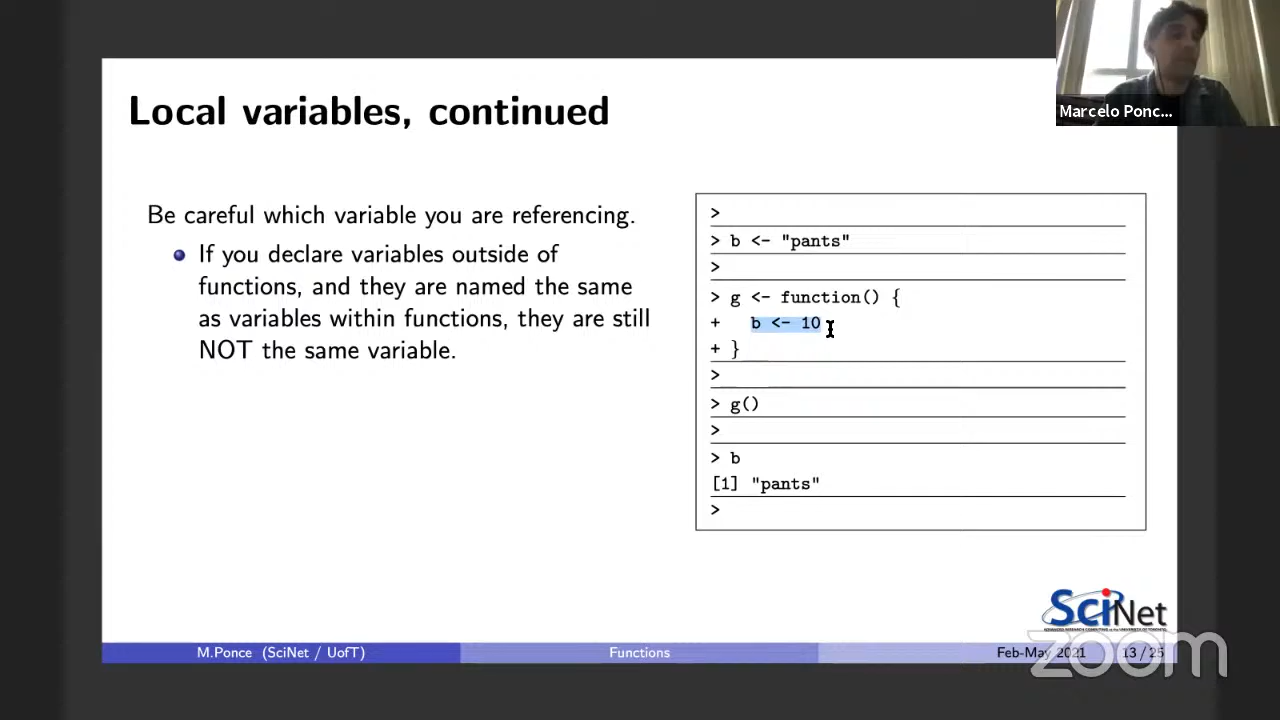 Local variables, continued
Marcelo Ponc...
Be careful which variable you are referencing.
If you declare variables outside of
functions, and they are named the same
as variables within functions, they are still
NOT the same variable.
>
> b <- "pants"
>
> g <- function() {
+ b <- 10
+ }
>
> g()
>
> b
[1] "pants"
>
SciNet
M.Ponce (SciNet / UofT)
Functions
Feb-May 2021
13 / 25
zoom